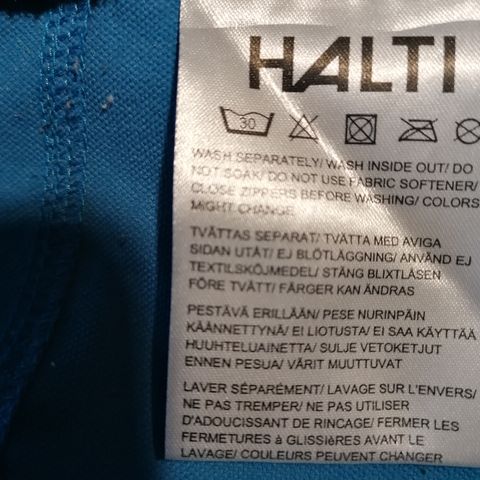 HALTI
30
WASH SEPARATELY/ WASH INSIDE OUT/ DO
NOT SOAK/ DO NOT USE FABRIC SOFTENER/
CLOSE ZIPPERS BEFORE WASHING/ COLORS
MIGHT CHANGE
TVÄTTAS SEPARAT/ TVÄTTA MED AVIGA
SIDAN UTÅT/ EJ BLÖTLÄGGNING/ ANVÄND EJ
TEXTILSKÖJMEDEL/ STÄNG BLIXTLÅSEN
FÖRE TVÄTT/ FÄRGER KAN ÄNDRAS
PESTÄVÄ ERILLÄÄN/ PESE NURINPÄIN
KÄÄNNETTYNÄ/ EI LIOTUSTA/ EI SAA KÄYTTÄÄ
HUUHTELUAINETTA/ SULJE VETOKETJUT
ENNEN PESUA/ VÄRIT MUUTTUVAT
LAVER SÉPARÉMENT/ LAVAGE SUR L'ENVERS/
NE PAS TREMPER/ NE PAS UTILISER
D'ADOUCISSANT DE RINCAGE/ FERMER LES
FERMETURES à GLISSIèRES AVANT LE
LAVAGE/ COULEURS PEUVENT CHANGER